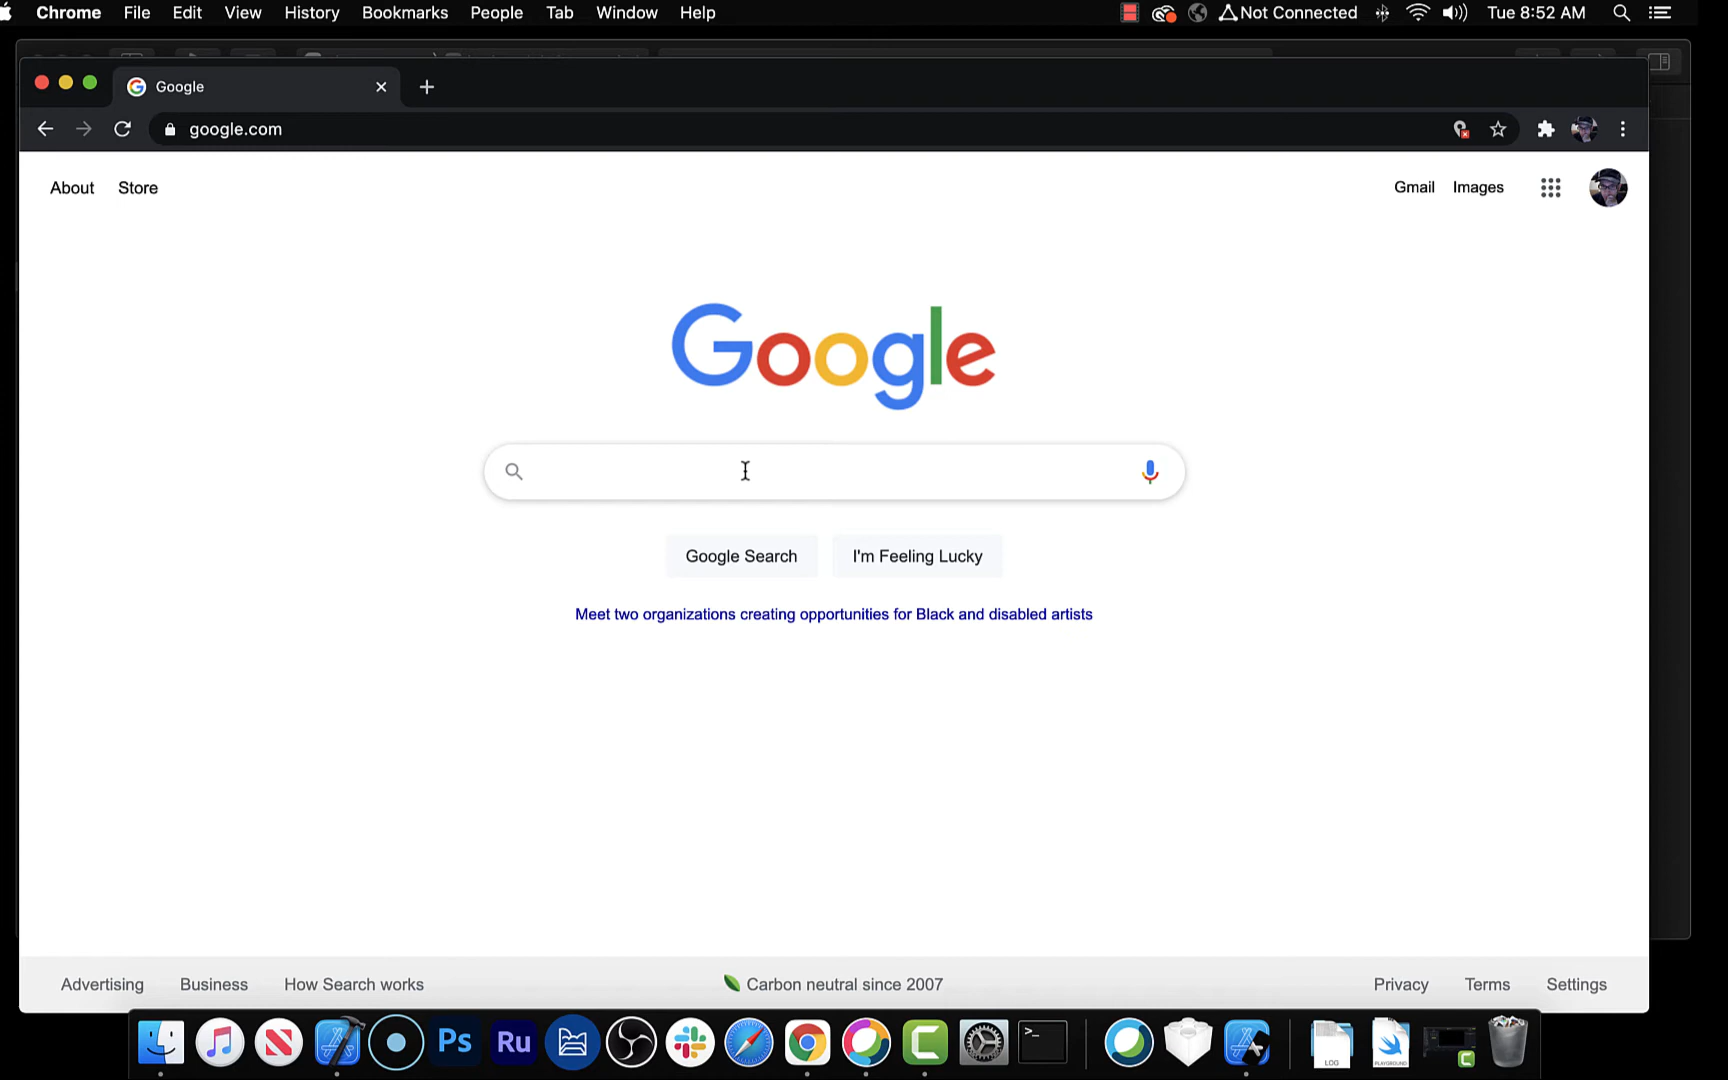 Chrome File Edit View History Bookmarks People Tab Window Help Not Connected Tue 8:52 AM
Google
google.com
About Store Gmail Images
Google
Google Search I'm Feeling Lucky
Meet two organizations creating opportunities for Black and disabled artists
Advertising Business How Search works Carbon neutral since 2007 Privacy Terms Settings
Ps Ru >_ LOG PLAYGROUND